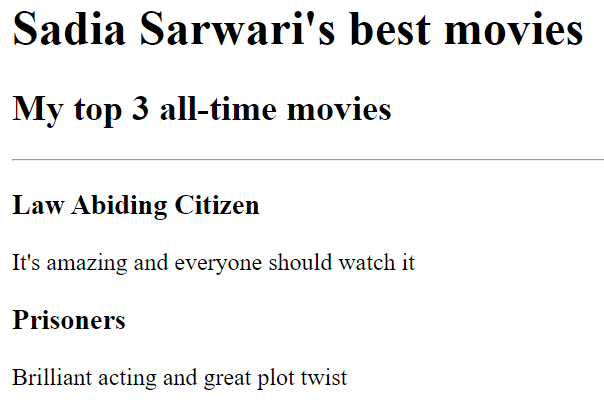 Sadia Sarwari's best movies
My top 3 all-time movies
Law Abiding Citizen
It's amazing and everyone should watch it
Prisoners
Brilliant acting and great plot twist